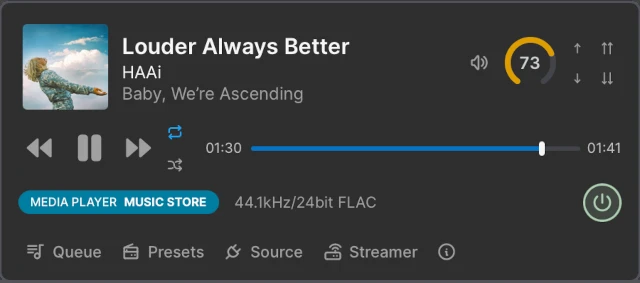 Louder Always Better
HAAi
Baby, We're Ascending
73
01:30
01:41
MEDIA PLAYER MUSIC STORE
44.1kHz/24bit FLAC
Queue
Presets
Source
Streamer